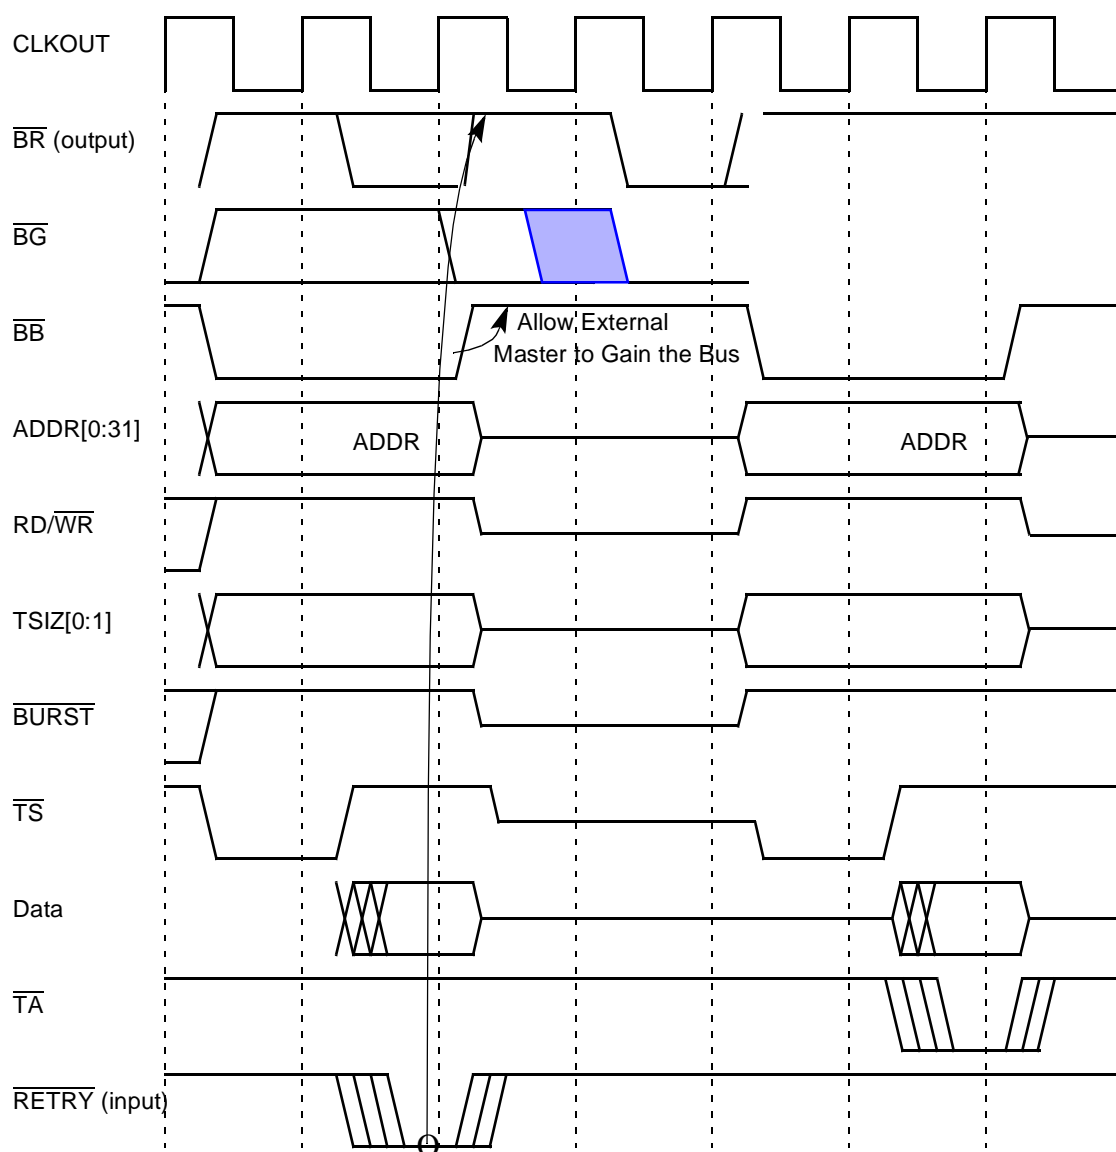 CLKOUT
BR (output)
BG
BB
Allow External
Master to Gain the Bus
ADDR[0:31]
ADDR
ADDR
RD/WR
TSIZ[0:1]
BURST
TS
Data
TA
RETRY (input)